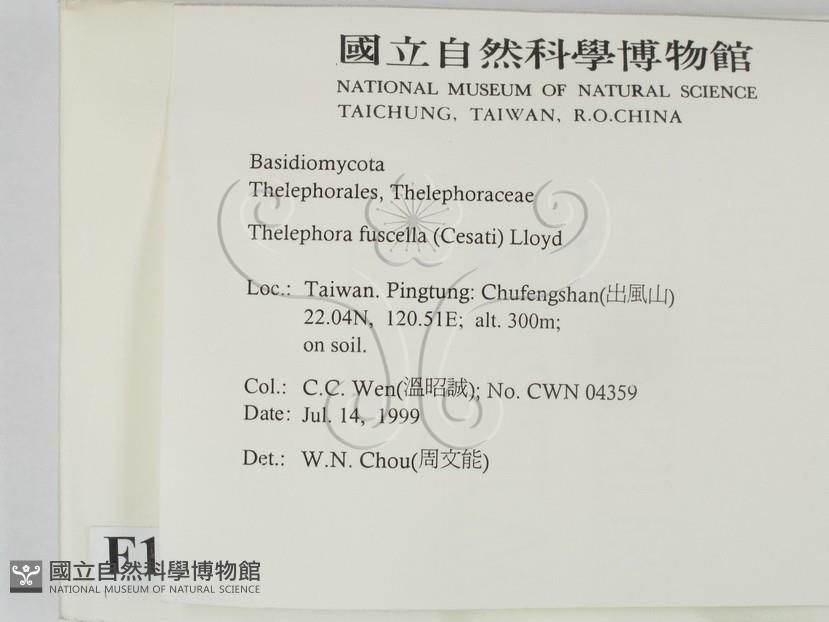 國立自然科學博物館
NATIONAL MUSEUM OF NATURAL SCIENCE
TAICHUNG, TAIWAN, R.O.CHINA
Basidiomycota
Thelephorales, Thelephoraceae
Thelephora fuscella (Cesati) Lloyd
Loc.: Taiwan. Pingtung: Chufengshan(出風山)
22.04N, 120.51E; alt. 300m;
on soil.
Col.: C.C. Wen(溫昭誠); No. CWN 04359
Date: Jul. 14, 1999
Det.: W.N. Chou(周文能)
F1
國立自然科學博物館
NATIONAL MUSEUM OF NATURAL SCIENCE